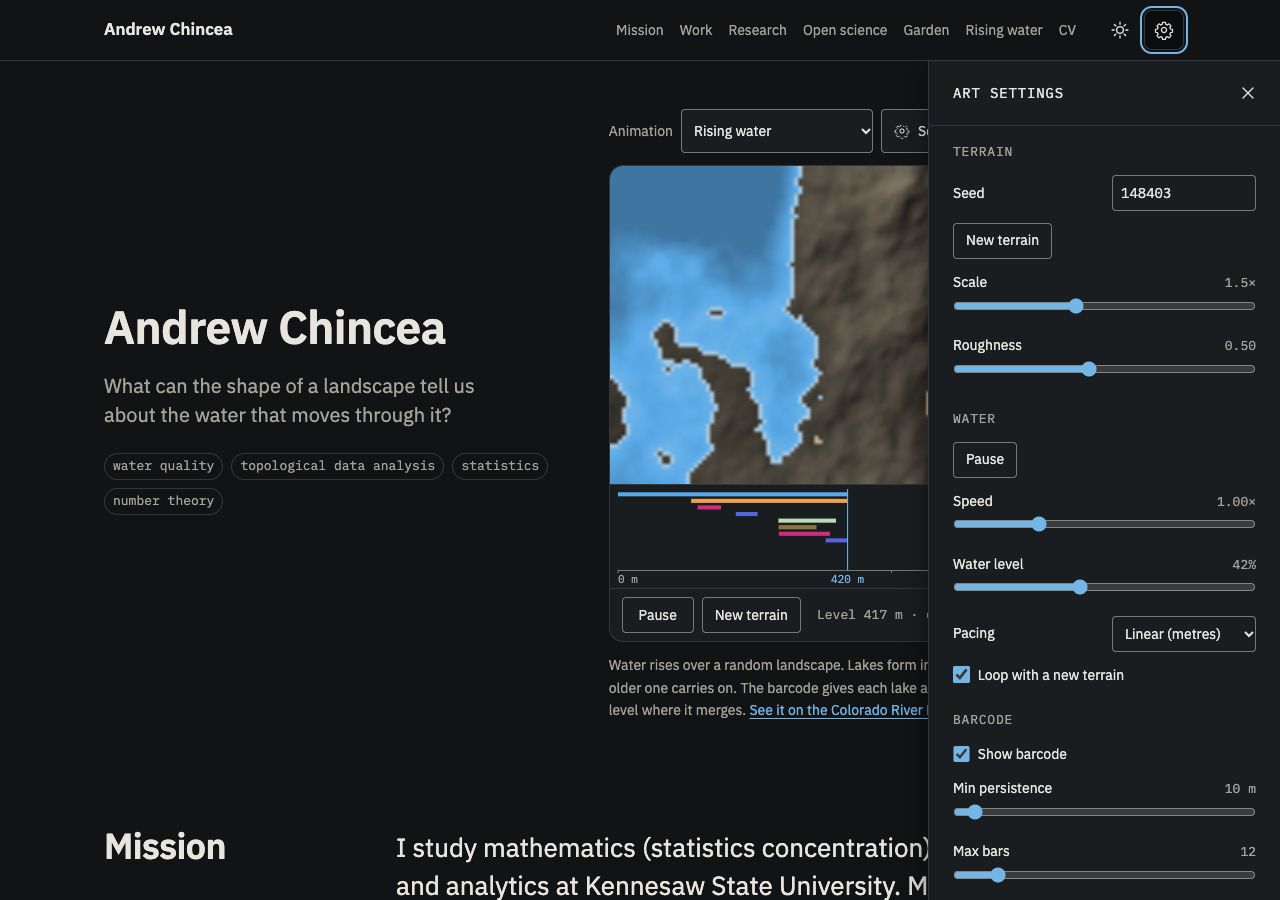 Andrew Chincea
Mission Work Research Open science Garden Rising water CV
Andrew Chincea
What can the shape of a landscape tell us
about the water that moves through it?
water quality topological data analysis statistics
number theory
Animation Rising water
0 m 420 m
Pause New terrain Level 417 m ·
Water rises over a random landscape. Lakes form in
older one carries on. The barcode gives each lake a
level where it merges. See it on the Colorado River
Mission
I study mathematics (statistics concentration)
and analytics at Kennesaw State University. M
ART SETTINGS
TERRAIN
Seed 148403
New terrain
Scale 1.5×
Roughness 0.50
WATER
Pause
Speed 1.00×
Water level 42%
Pacing Linear (metres)
Loop with a new terrain
BARCODE
Show barcode
Min persistence 10 m
Max bars 12